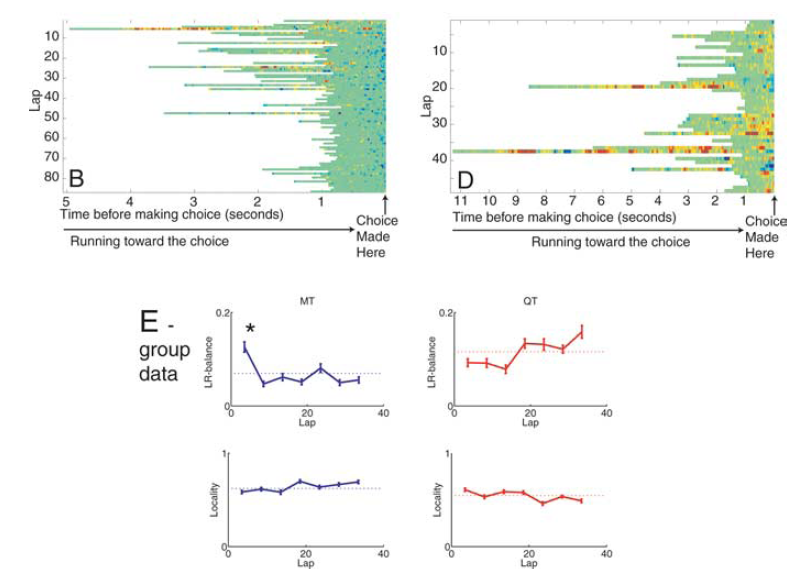 10
20
30
40
50
60
70
80
Lap
B
5 4 3 2 1
Time before making choice (seconds)
Running toward the choice
Choice
Made
Here
10
20
30
40
Lap
D
11 10 9 8 7 6 5 4 3 2 1
Time before making choice (seconds)
Running toward the choice
Choice
Made
Here
E -
group
data
MT
0.2
*
LR-balance
0
0 20 40
Lap
QT
0.2
LR-balance
0
0 20 40
Lap
1
Locality
0
0 20 40
Lap
1
Locality
0
0 20 40
Lap